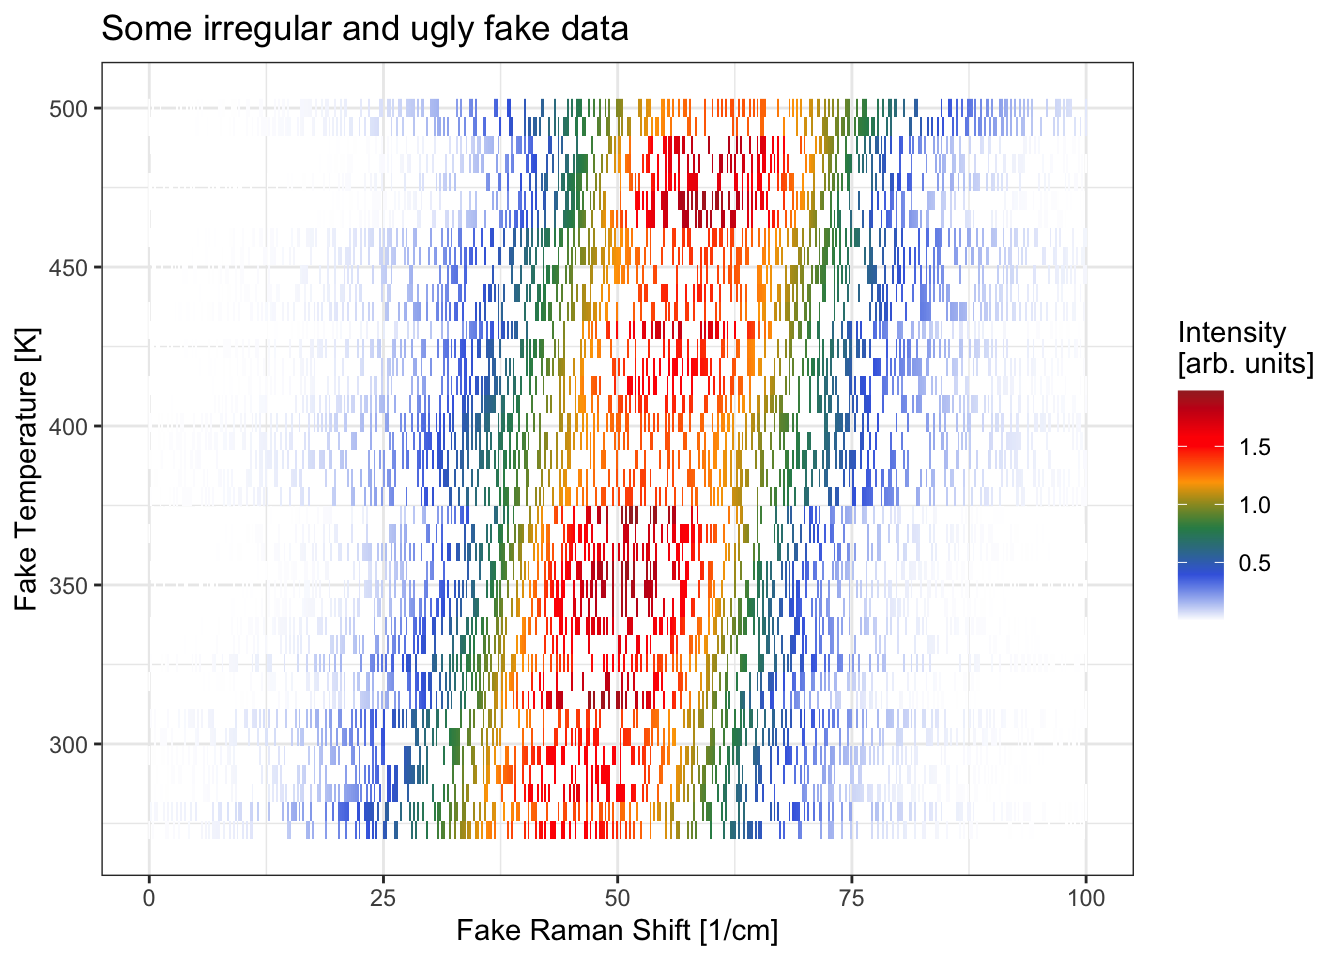 Some irregular and ugly fake data
500
450
400
350
300
Fake Temperature [K]
0 25 50 75 100
Fake Raman Shift [1/cm]
Intensity
[arb. units]
1.5
1.0
0.5